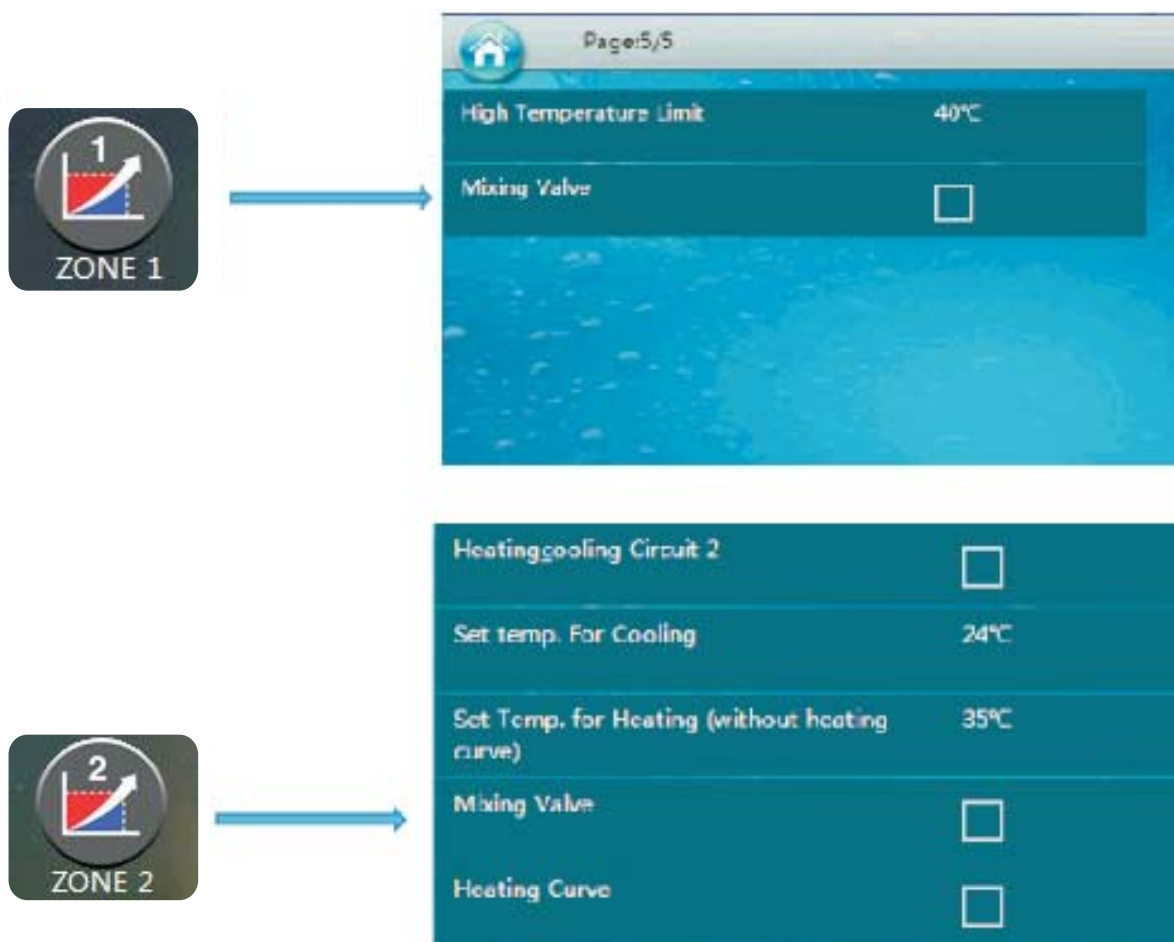 Page:5/5
1
ZONE 1
High Temperature Limit 40℃
Mixing Valve
2
ZONE 2
Heatingcooling Circuit 2
Set temp. For Cooling 24℃
Set Temp. for Heating (without heating 35℃
curve)
Mixing Valve
Heating Curve